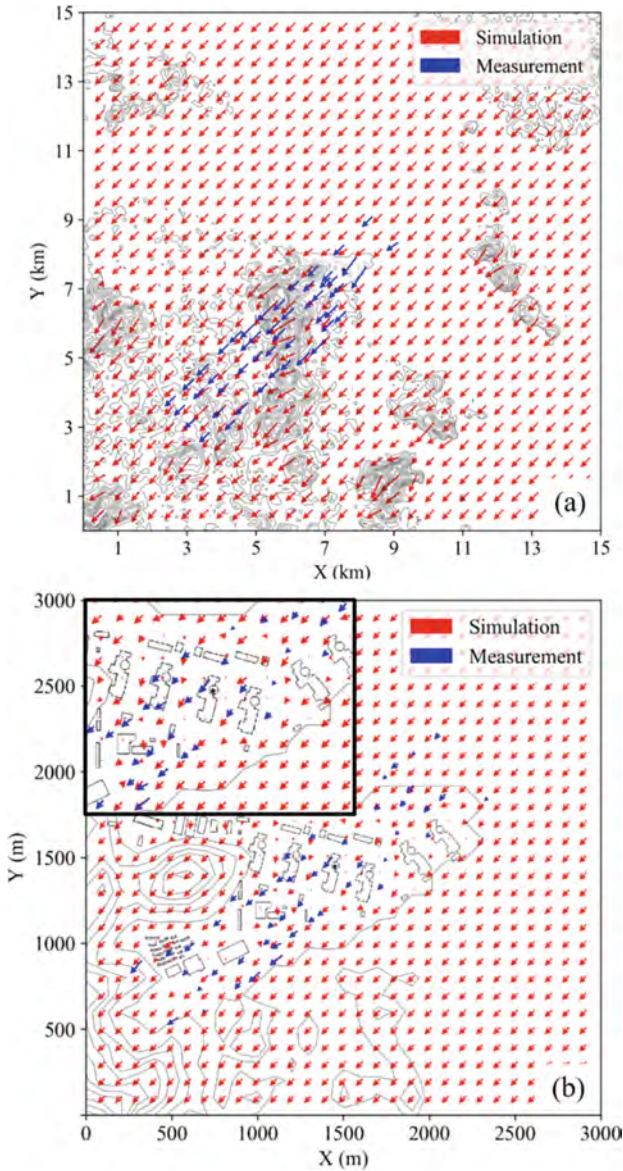 15
Simulation
Measurement
13
11
9
Y (km)
7
5
3
1
(a)
1 3 5 7 9 11 13 15
X (km)
3000
Simulation
Measurement
2500
2000
Y (m)
1500
1000
500
(b)
0 500 1000 1500 2000 2500 3000
X (m)